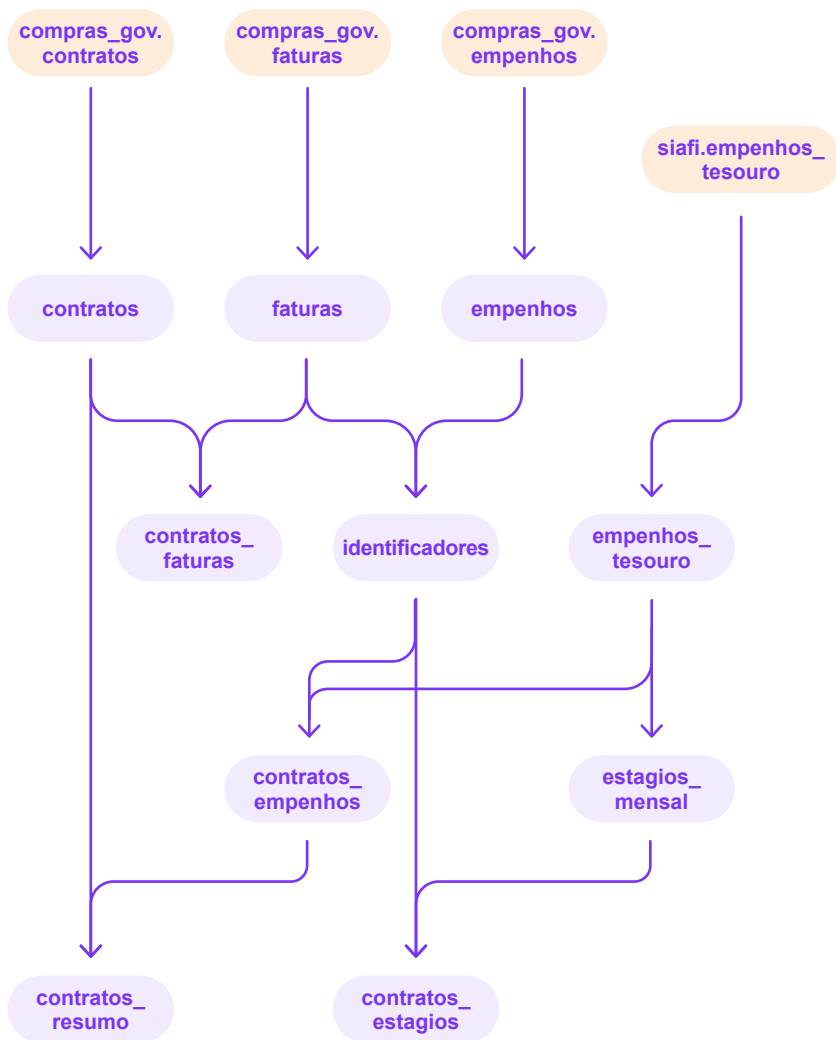 compras_gov.
contratos
compras_gov.
faturas
compras_gov.
empenhos
siafi.empenhos_
tesouro
contratos
faturas
empenhos
contratos_
faturas
identificadores
empenhos_
tesouro
contratos_
empenhos
estagios_
mensal
contratos_
resumo
contratos_
estagios